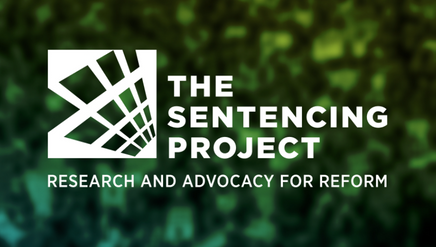 THE
SENTENCING
PROJECT
RESEARCH AND ADVOCACY FOR REFORM